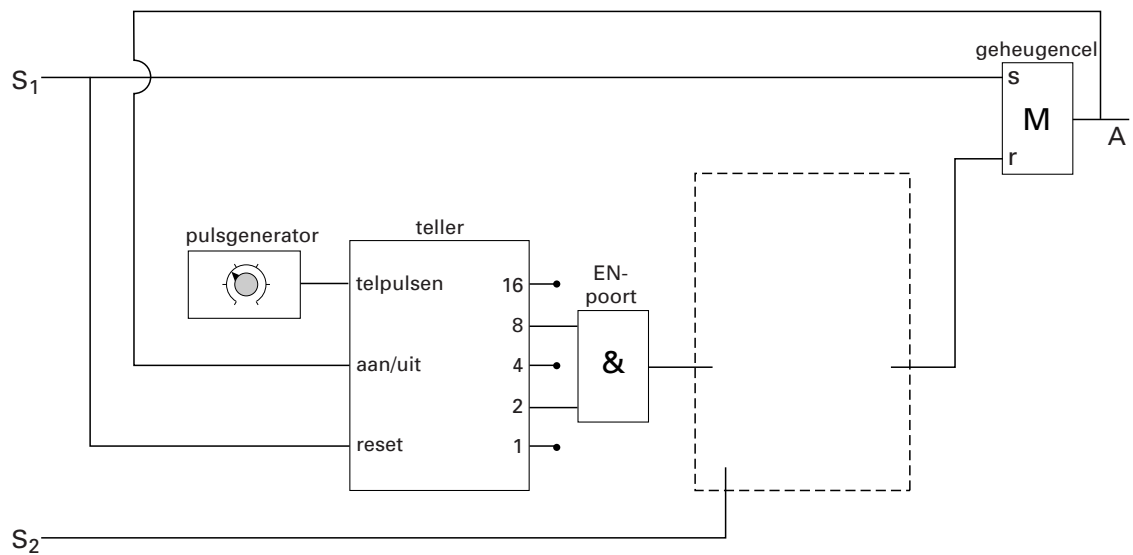 geheugencel
S₁
s
M
A
r
teller
pulsgenerator
EN-
poort
telpulsen
16
8
aan/uit
4
&
2
reset
1
S₂